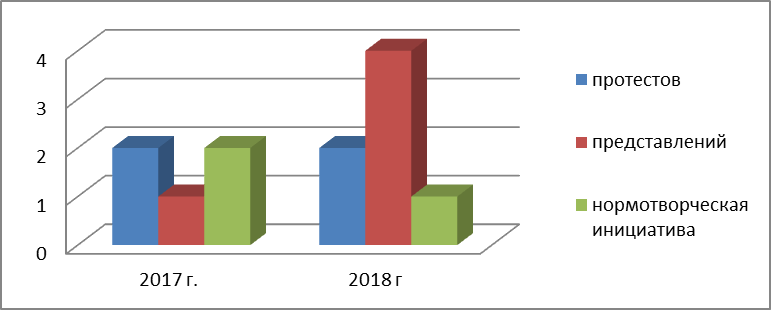 4
3
2
1
0
2017 г.
2018 г
протестов
представлений
нормотворческая
инициатива